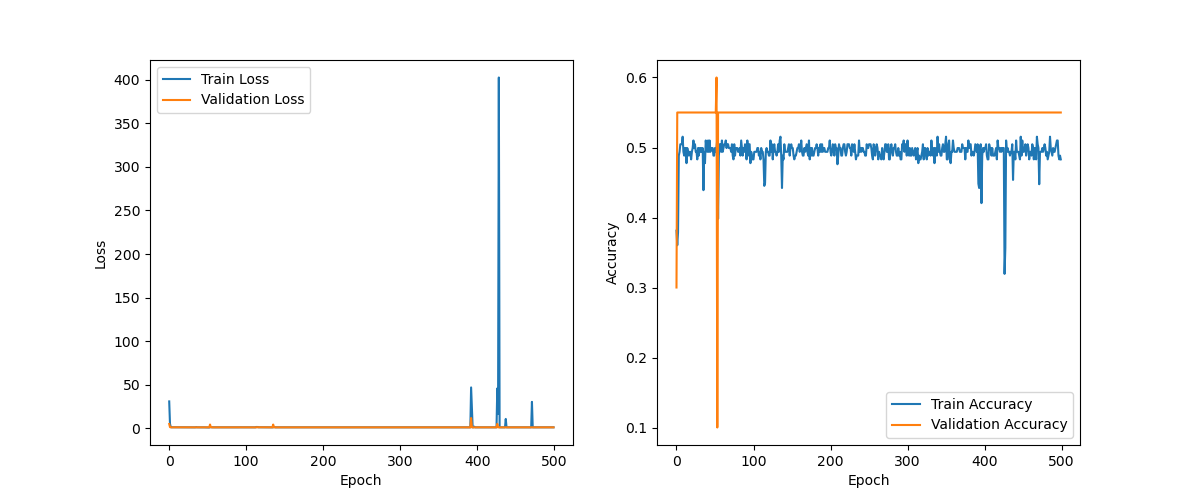 Train Loss
Validation Loss
400
350
300
250
200
150
100
50
0
Loss
0 100 200 300 400 500
Epoch
0.6
0.5
0.4
0.3
0.2
0.1
Accuracy
Train Accuracy
Validation Accuracy
0 100 200 300 400 500
Epoch